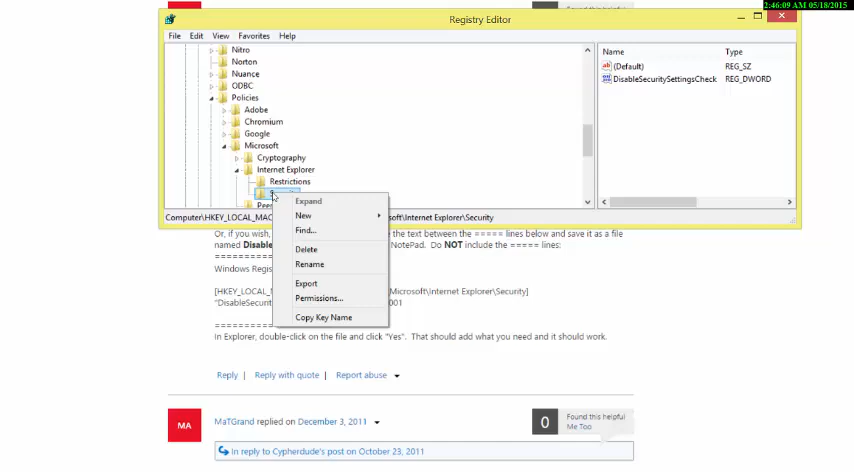 2:46:09 AM 05/18/2015
Registry Editor
File Edit View Favorites Help
Nitro
Norton
Nuance
ODBC
Policies
Adobe
Chromium
Google
Microsoft
Cryptography
Internet Explorer
Restrictions
Name Type
(Default) REG_SZ
DisableSecuritySettingsCheck REG_DWORD
Expand
New
Find...
Delete
Rename
Export
Permissions...
Copy Key Name
Computer\HKEY_LOCAL_MAC soft\Internet Explorer\Security
Or, if you wish, e the text between the ===== lines below and save it as a file
named Disable NotePad. Do NOT include the ===== lines:
Windows Regis
[HKEY_LOCAL_M Microsoft\Internet Explorer\Security]
"DisableSecurit 001
In Explorer, double-click on the file and click "Yes". That should add what you need and it should work.
Reply | Reply with quote | Report abuse
MA
MaTGrand replied on December 3, 2011
0
Found this helpful
Me Too
In reply to Cypherdude's post on October 23, 2011